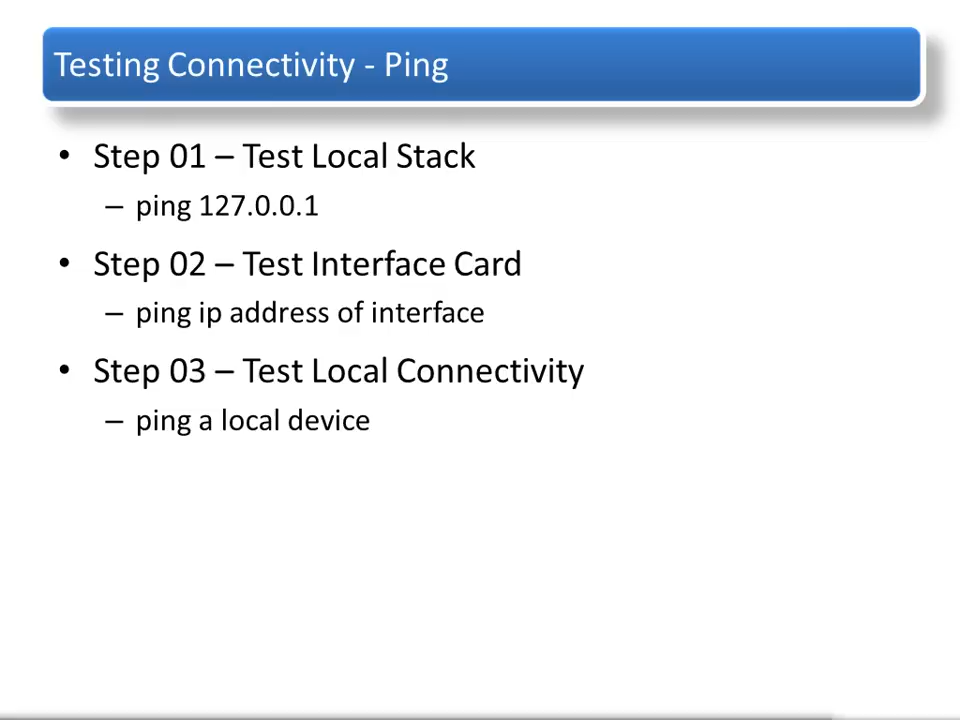 Testing Connectivity - Ping
• Step 01 – Test Local Stack
– ping 127.0.0.1
• Step 02 – Test Interface Card
– ping ip address of interface
• Step 03 – Test Local Connectivity
– ping a local device